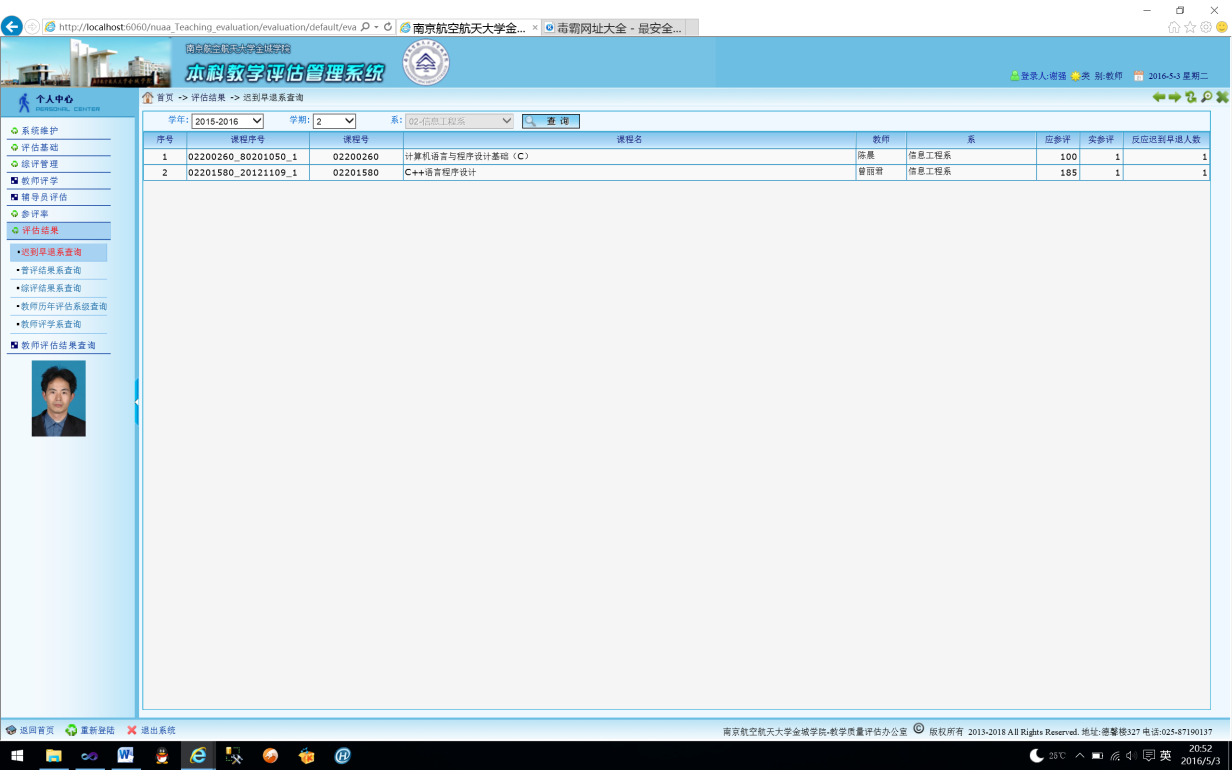 http://localhost:6060/nuaa_Teaching_evaluation/evaluation/default/eva
南京航空航天大学金...
毒霸网址大全 - 最安全...
南京航空航天大学金城学院
本科教学评估管理系统
登录人:谢强 类 别:教师 2016-5-3 星期二
个人中心
PERSONAL CENTER
首页 -> 评估结果 -> 迟到早退系查询
学年: 2015-2016 学期: 2 系: 02-信息工程系 查 询
序号 课程序号 课程号 课程名 教师 系 应参评 实参评 反应迟到早退人数
1 02200260_80201050_1 02200260 计算机语言与程序设计基础（C） 陈晨 信息工程系 100 1 1
2 02201580_20121109_1 02201580 C++语言程序设计 曾丽君 信息工程系 185 1 1
系统维护
评估基础
综评管理
教师评学
辅导员评估
参评率
评估结果
•迟到早退系查询
•普评结果系查询
•综评结果系查询
•教师历年评估系级查询
•教师评学系查询
教师评估结果查询
返回首页 重新登陆 退出系统
南京航空航天大学金城学院-教学质量评估办公室 © 版权所有 2013-2018 All Rights Reserved. 地址:德馨楼327 电话:025-87190137
25℃ 英 20:52
2016/5/3